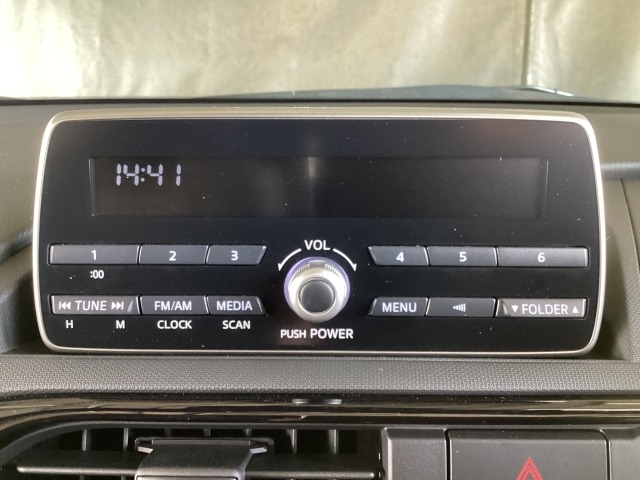 14:41
VOL
1 2 3 4 5 6
:00
⏮ TUNE ⏭ FM/AM MEDIA MENU ▼ FOLDER ▲
H M CLOCK SCAN PUSH POWER